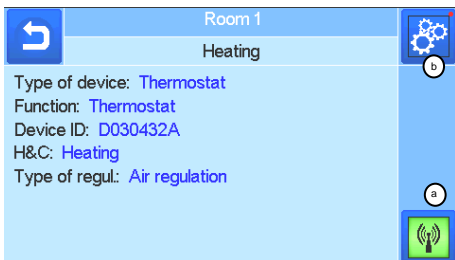 Room 1
Heating
b
Type of device: Thermostat
Function: Thermostat
Device ID: D030432A
H&C: Heating
Type of regul.: Air regulation
a